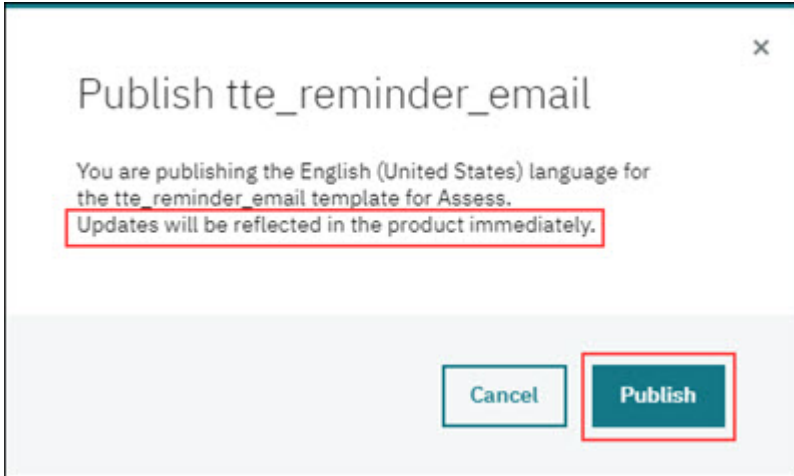 Publish tte_reminder_email
You are publishing the English (United States) language for
the tte_reminder_email template for Assess.
Updates will be reflected in the product immediately.
Cancel
Publish